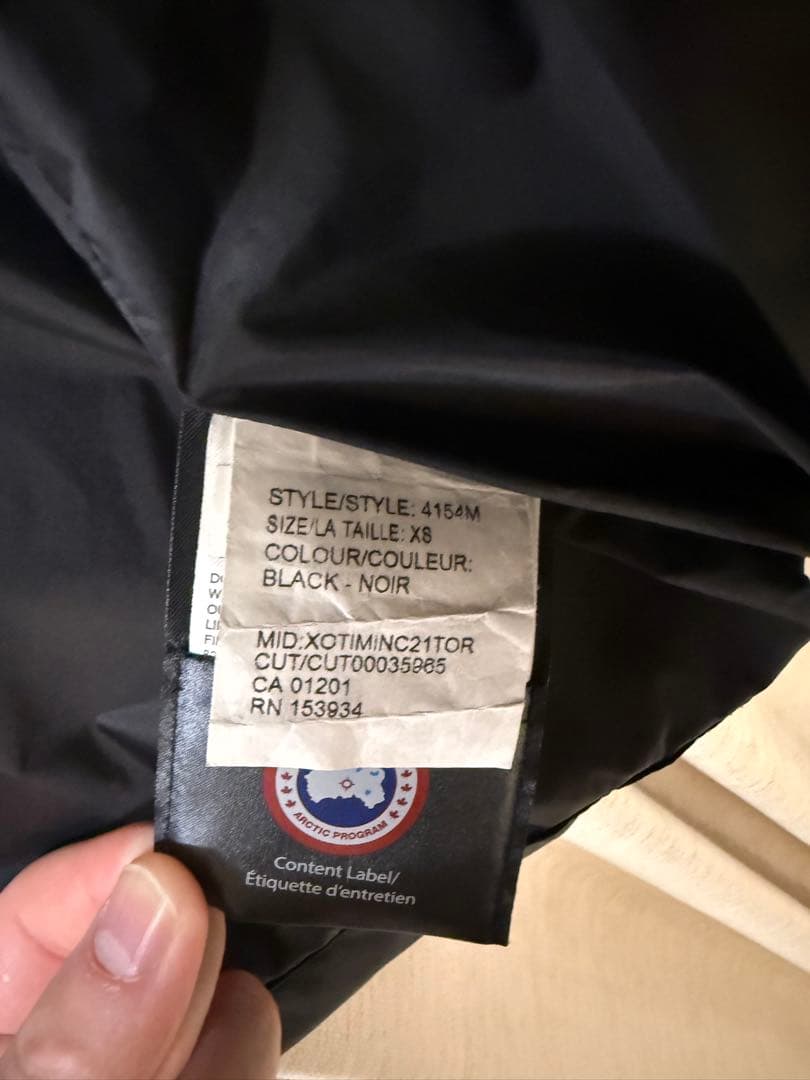 STYLE/STYLE: 4154M
SIZE/LA TAILLE: XS
COLOUR/COULEUR:
BLACK - NOIR
MID:XOTIMINC21TOR
CUT/CUT00035965
CA 01201
RN 153934
ARCTIC PROGRAM
Content Label/
Étiquette d'entretien